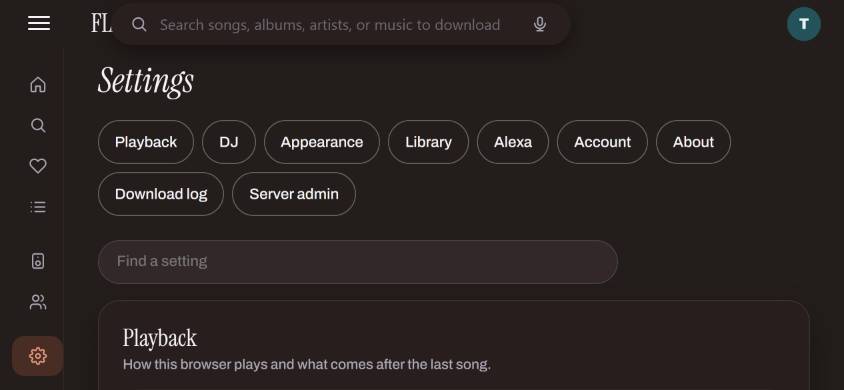 FL
Search songs, albums, artists, or music to download
T
Settings
Playback
DJ
Appearance
Library
Alexa
Account
About
Download log
Server admin
Find a setting
Playback
How this browser plays and what comes after the last song.